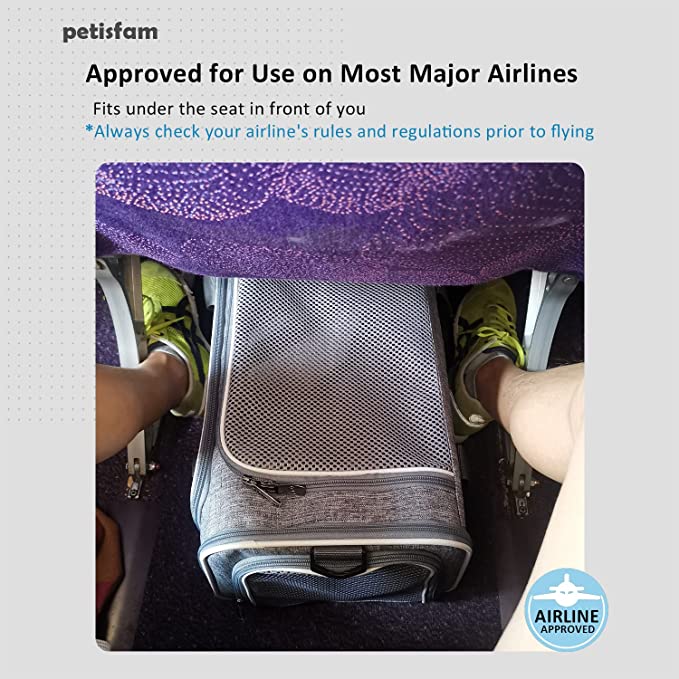 petisfam
Approved for Use on Most Major Airlines
Fits under the seat in front of you
*Always check your airline's rules and regulations prior to flying
AIRLINE
APPROVED